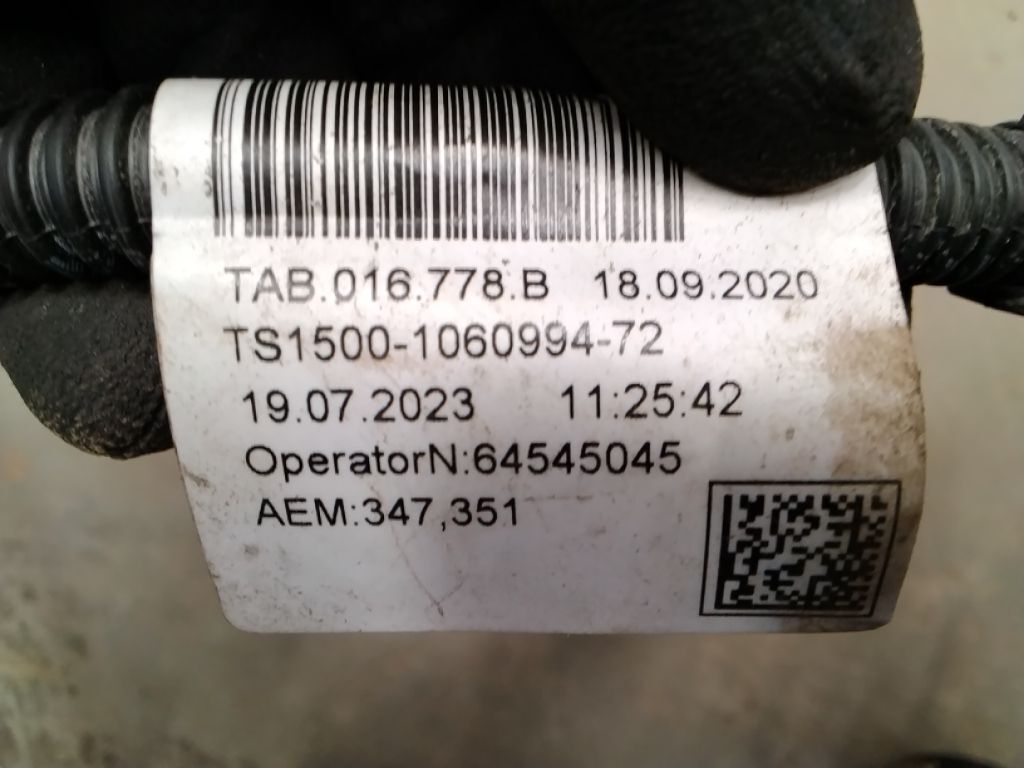 TAB.016.778.B 18.09.2020
TS1500-1060994-72
19.07.2023 11:25:42
OperatorN:64545045
AEM:347,351